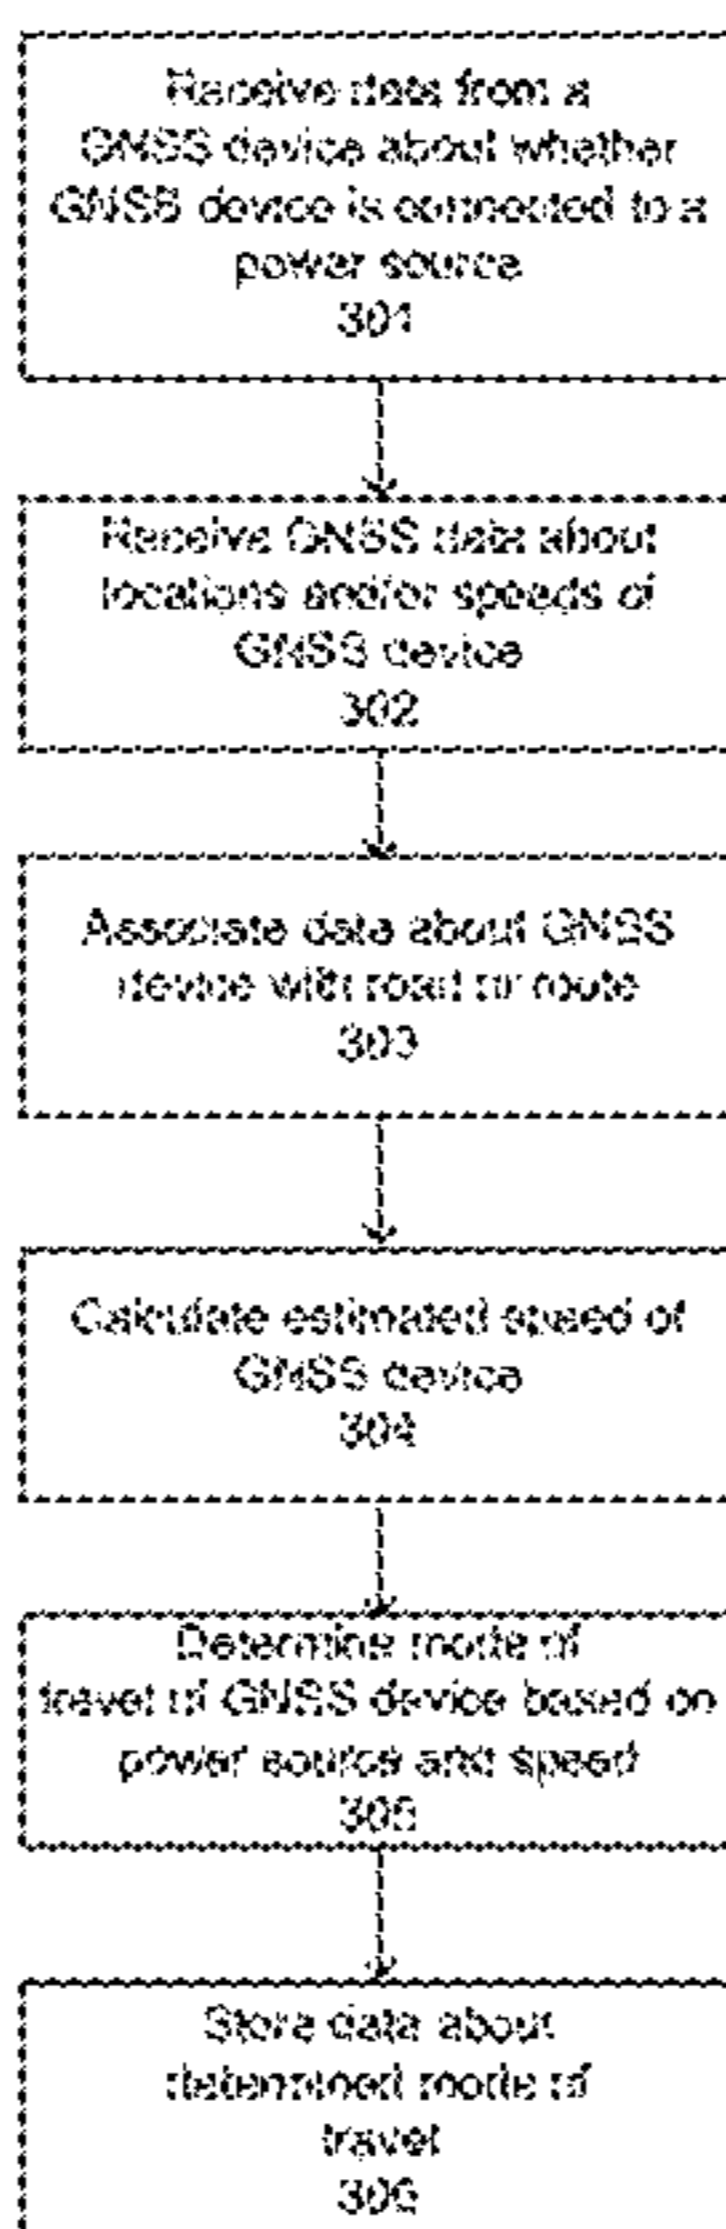 Receive data from a
GNSS device about whether
GNSS device is connected to a
power source
301
Receive GNSS data about
locations and/or speeds of
GNSS device
302
Associate data about GNSS
device with road or route
303
Calculate estimated speed of
GNSS device
304
Determine mode of
travel of GNSS device based on
power source and speed
305
Store data about
determined mode of
travel
306